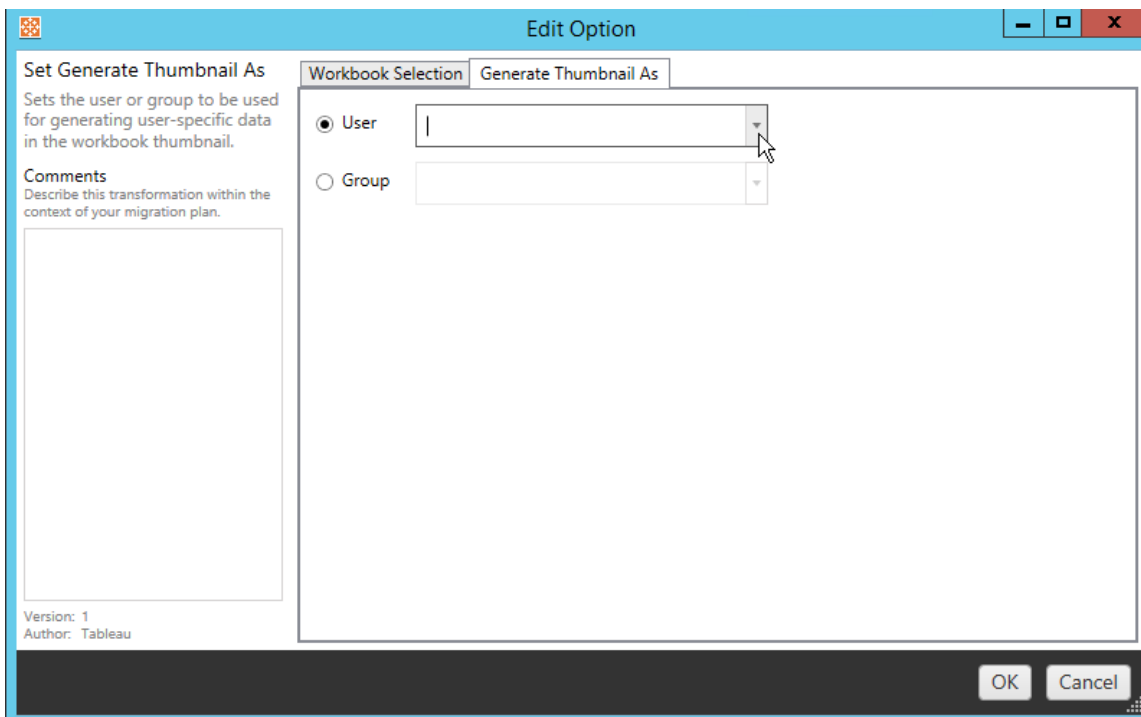 Edit Option
Set Generate Thumbnail As
Sets the user or group to be used
for generating user-specific data
in the workbook thumbnail.
Comments
Describe this transformation within the
context of your migration plan.
Version: 1
Author: Tableau
Workbook Selection
Generate Thumbnail As
User
Group
OK
Cancel